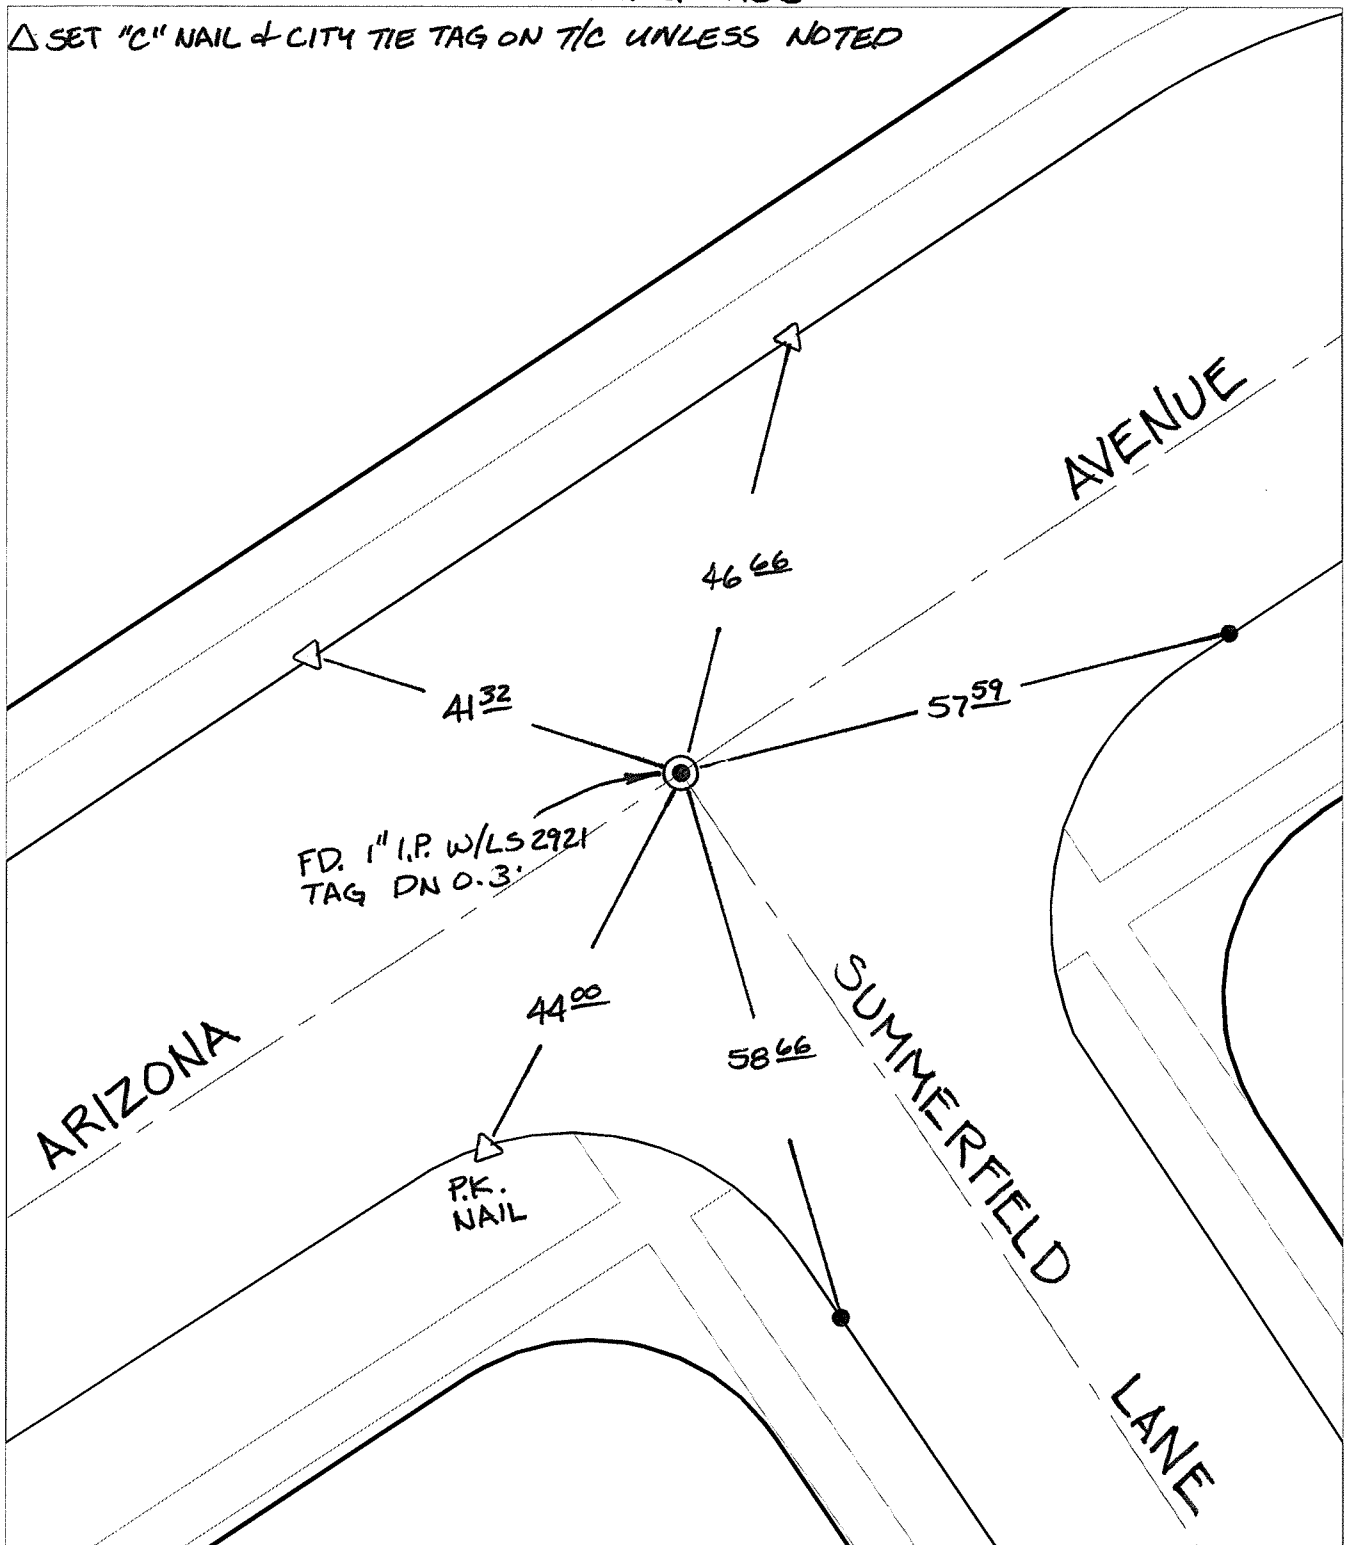 △ SET "C" NAIL & CITY TIE TAG ON T/C UNLESS NOTED
AVENUE
46 66
57 59
41 32
FD. 1" I.P. W/LS 2921
TAG DN 0.3'
44 00
58 66
SUMMERFIELD
LANE
ARIZONA
P.K.
NAIL